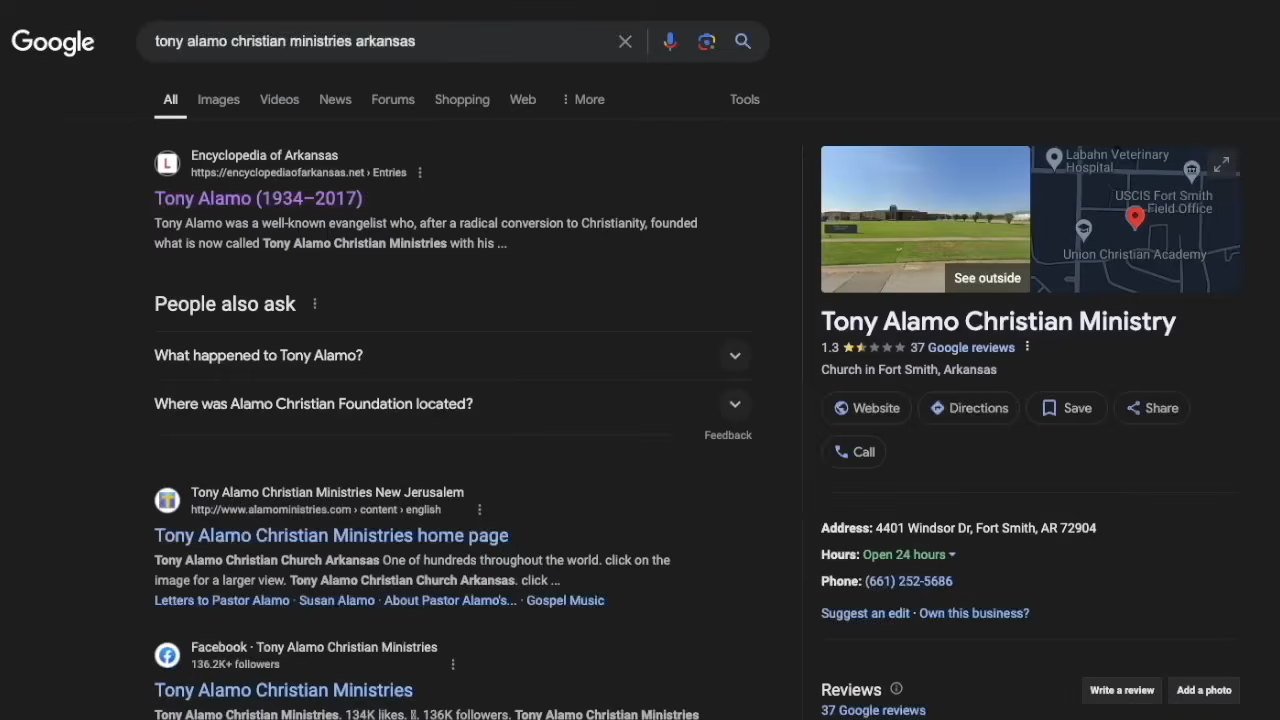 Google
tony alamo christian ministries arkansas
All Images Videos News Forums Shopping Web More Tools
L
Encyclopedia of Arkansas
https://encyclopediaofarkansas.net › Entries
Tony Alamo (1934–2017)
Tony Alamo was a well-known evangelist who, after a radical conversion to Christianity, founded
what is now called Tony Alamo Christian Ministries with his ...
People also ask
What happened to Tony Alamo?
Where was Alamo Christian Foundation located?
Feedback
Tony Alamo Christian Ministries New Jerusalem
http://www.alamoministries.com › content › english
Tony Alamo Christian Ministries home page
Tony Alamo Christian Church Arkansas One of hundreds throughout the world. click on the
image for a larger view. Tony Alamo Christian Church Arkansas. click ...
Letters to Pastor Alamo · Susan Alamo · About Pastor Alamo's... · Gospel Music
Facebook · Tony Alamo Christian Ministries
136.2K+ followers
Tony Alamo Christian Ministries
Tony Alamo Christian Ministries. 134K likes. 136K followers. Tony Alamo Christian Ministries
See outside
Labahn Veterinary
Hospital
USCIS Fort Smith
Field Office
Union Christian Academy
Tony Alamo Christian Ministry
1.3 37 Google reviews
Church in Fort Smith, Arkansas
Website Directions Save Share
Call
Address: 4401 Windsor Dr, Fort Smith, AR 72904
Hours: Open 24 hours
Phone: (661) 252-5686
Suggest an edit · Own this business?
Reviews
Write a review Add a photo
37 Google reviews